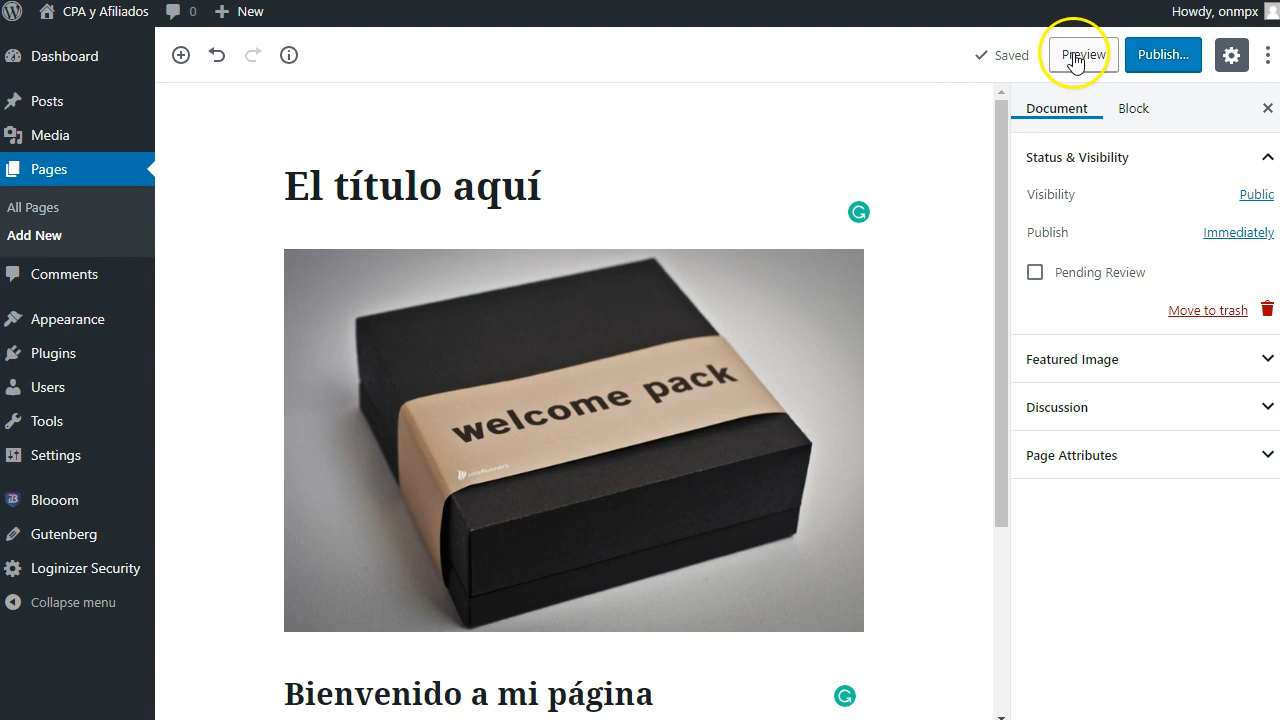 CPA y Afiliados 0 New Howdy, onmpx
Dashboard
Posts
Media
Pages
All Pages
Add New
Comments
Appearance
Plugins
Users
Tools
Settings
Blooom
Gutenberg
Loginizer Security
Collapse menu
Saved Preview Publish...
El título aquí
welcome pack
Bienvenido a mi página
Document Block
Status & Visibility
Visibility Public
Publish Immediately
Pending Review
Move to trash
Featured Image
Discussion
Page Attributes